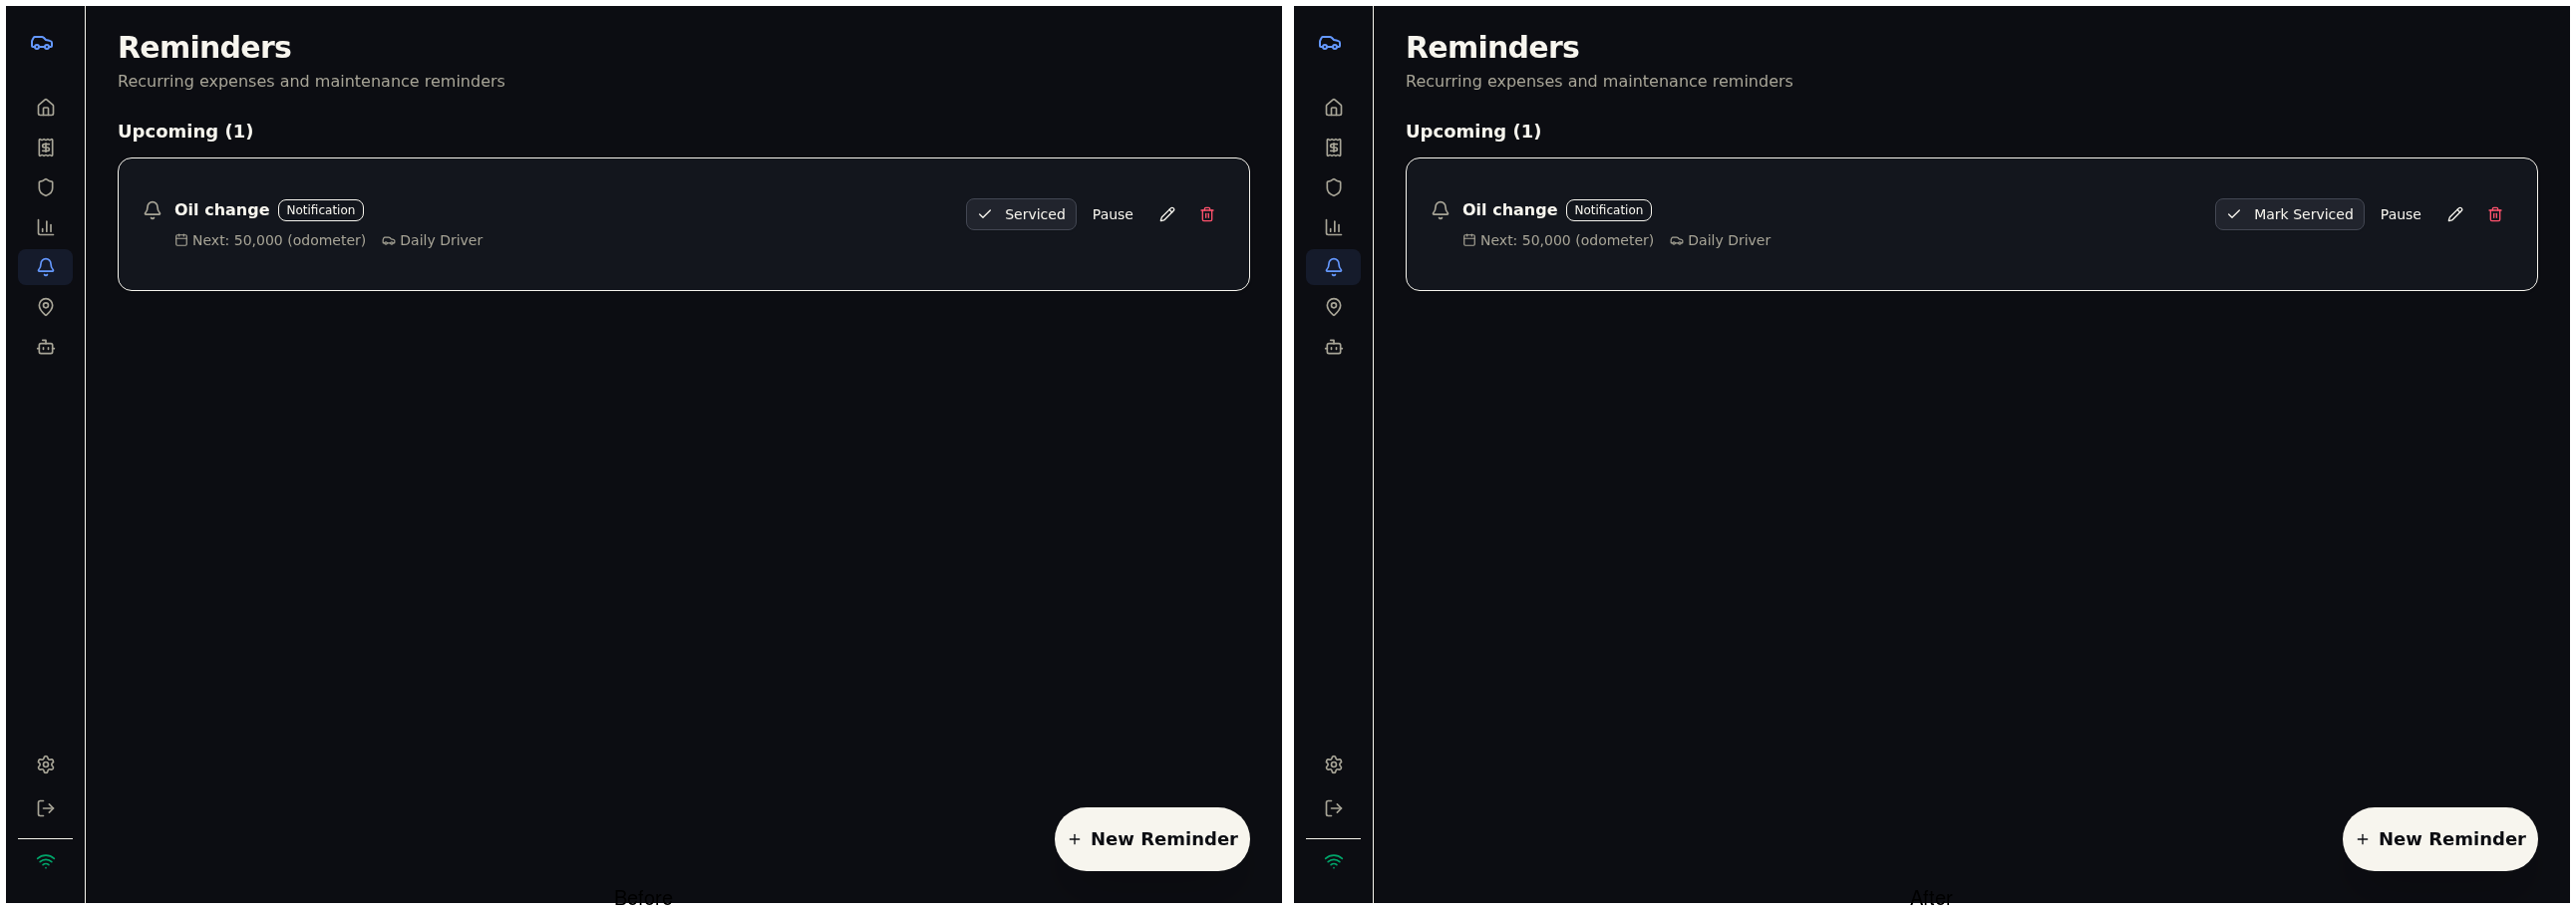 Reminders
Recurring expenses and maintenance reminders
Upcoming (1)
Oil change Notification Serviced Pause
Next: 50,000 (odometer) Daily Driver
+ New Reminder
Before
Reminders
Recurring expenses and maintenance reminders
Upcoming (1)
Oil change Notification Mark Serviced Pause
Next: 50,000 (odometer) Daily Driver
+ New Reminder
After